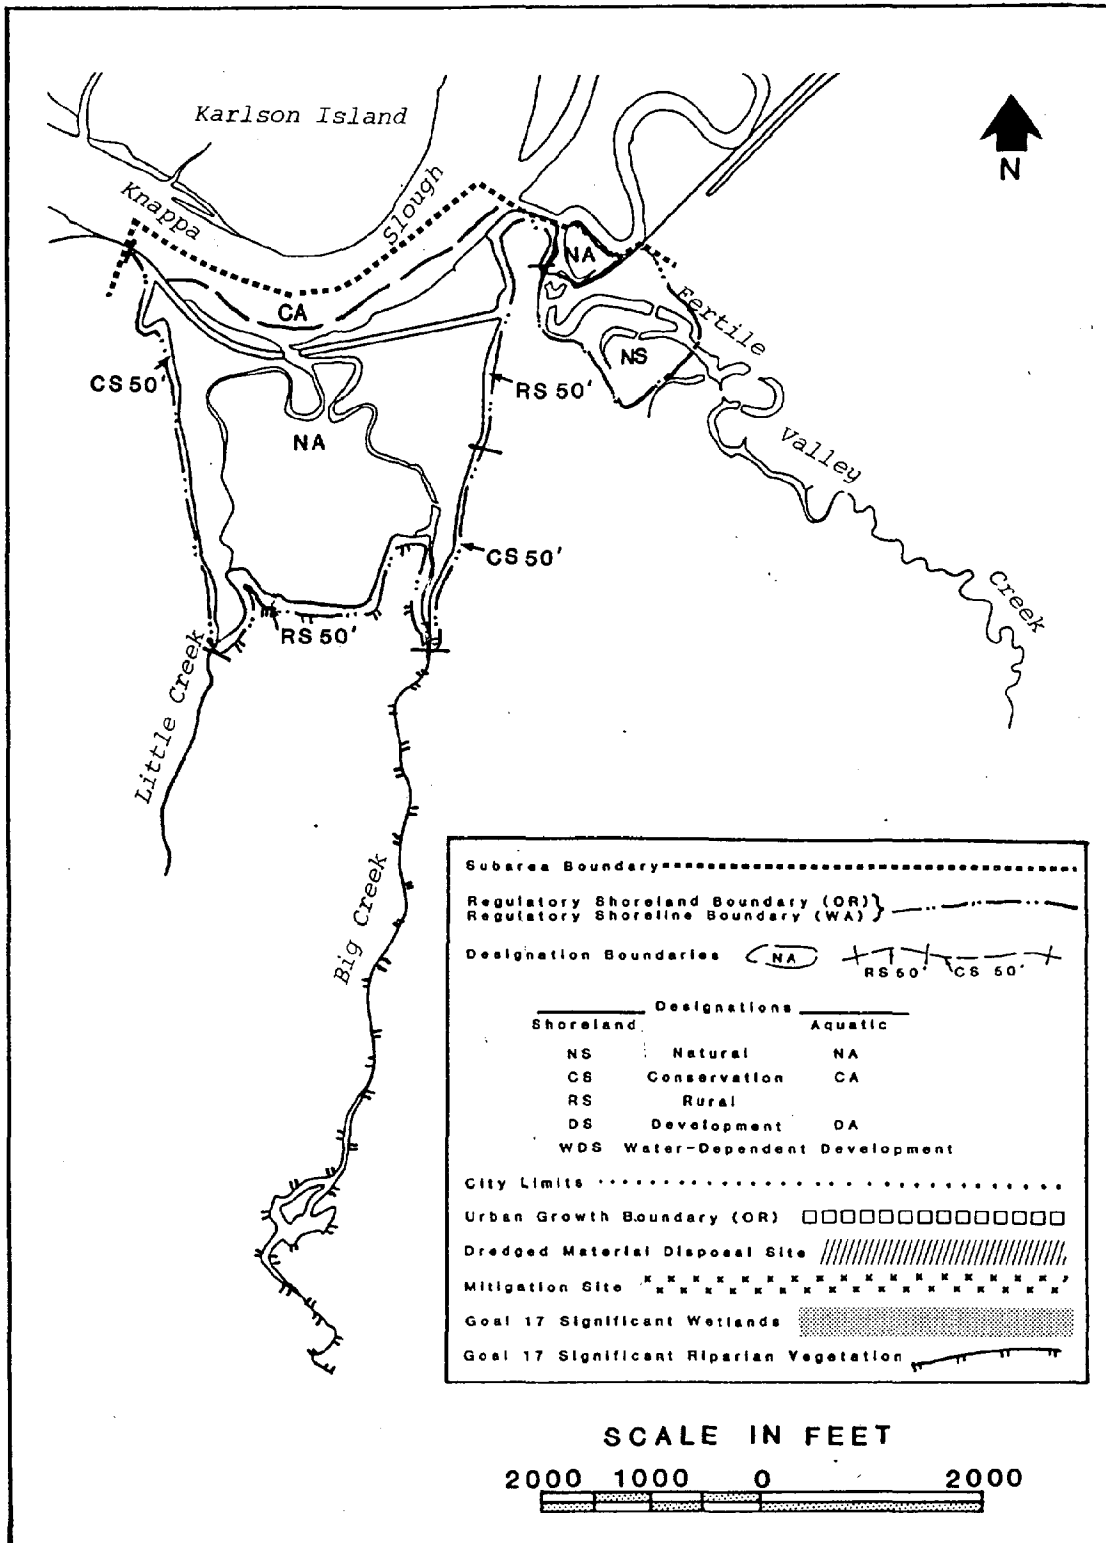 Karlson Island
N
Knappa
Slough
NA
CA
Fertile
NS
CS 50'
RS 50'
NA
Valley
CS 50'
Creek
RS 50'
Little Creek
Big Creek
Subarea Boundary
Regulatory Shoreland Boundary (OR)
Regulatory Shoreline Boundary (WA)
Designation Boundaries NA
RS 50' CS 50'
Designations
Shoreland Aquatic
NS Natural NA
CS Conservation CA
RS Rural
DS Development DA
WDS Water-Dependent Development
City Limits
Urban Growth Boundary (OR)
Dredged Material Disposal Site
Mitigation Site
Goal 17 Significant Wetlands
Goal 17 Significant Riparian Vegetation
SCALE IN FEET
2000 1000 0 2000